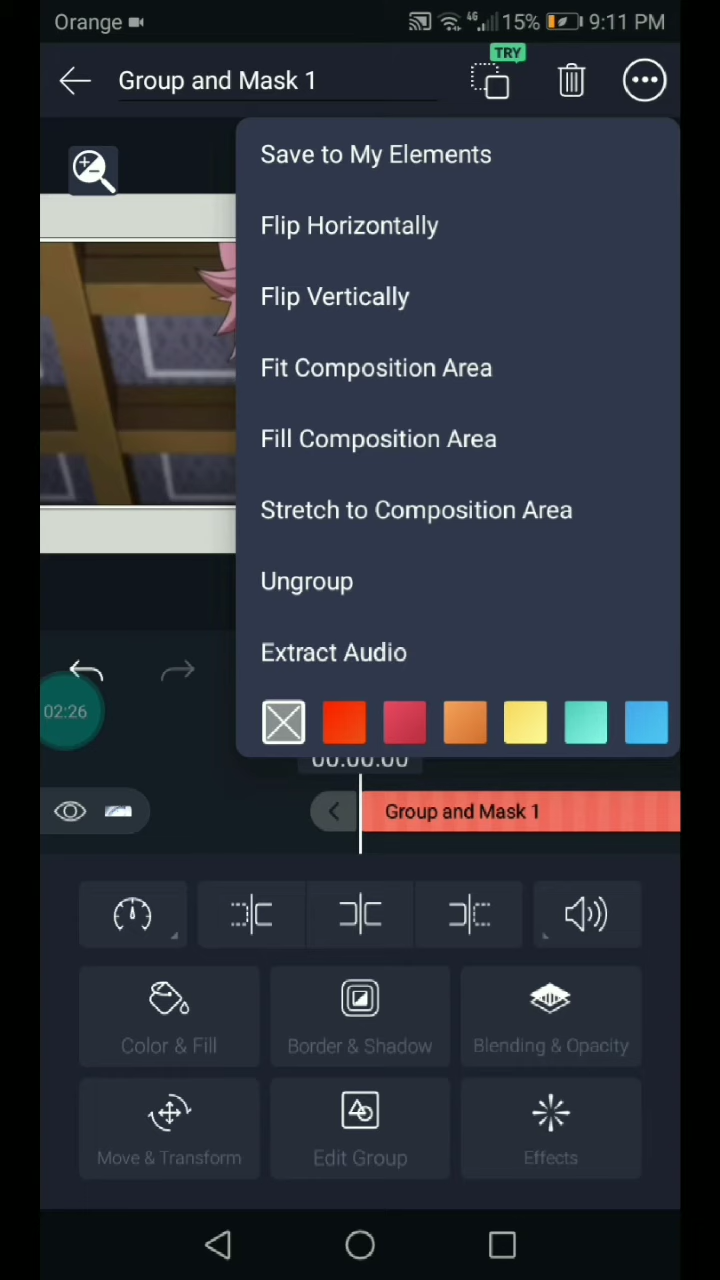 Orange
4G 15% 9:11 PM
TRY
Group and Mask 1
Save to My Elements
Flip Horizontally
Flip Vertically
Fit Composition Area
Fill Composition Area
Stretch to Composition Area
Ungroup
Extract Audio
02:26
00:00:00
Group and Mask 1
Color & Fill
Border & Shadow
Blending & Opacity
Move & Transform
Edit Group
Effects